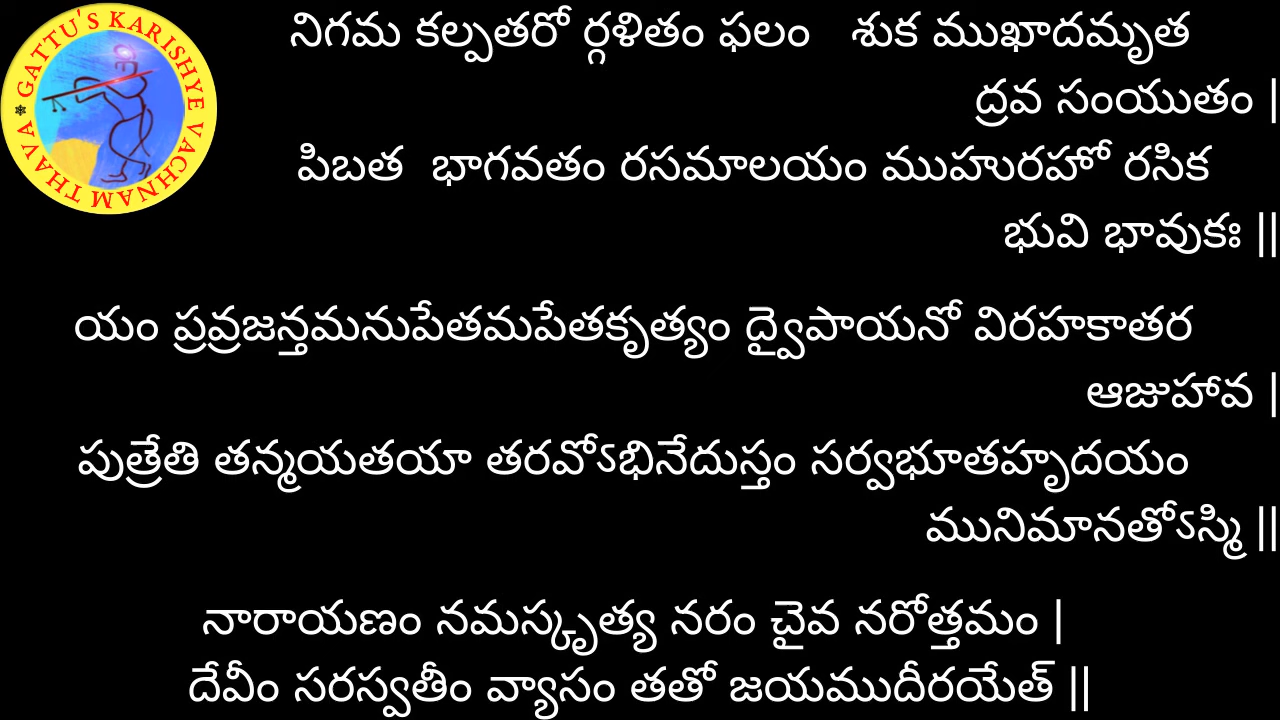 GATTU'S KARISHYE VACHNAM THAVA
నిగమ కల్పతరో ర్గళితం ఫలం శుక ముఖాదమృత
ద్రవ సంయుతం |
పిబత భాగవతం రసమాలయం ముహురహో రసిక
భువి భావుకః ||
యం ప్రవ్రజన్తమనుపేతమపేతకృత్యం ద్వైపాయనో విరహకాతర
ఆజుహావ |
పుత్రేతి తన్మయతయా తరవోఽభినేదుస్తం సర్వభూతహృదయం
మునిమానతోఽస్మి ||
నారాయణం నమస్కృత్య నరం చైవ నరోత్తమం |
దేవీం సరస్వతీం వ్యాసం తతో జయముదీరయేత్ ||